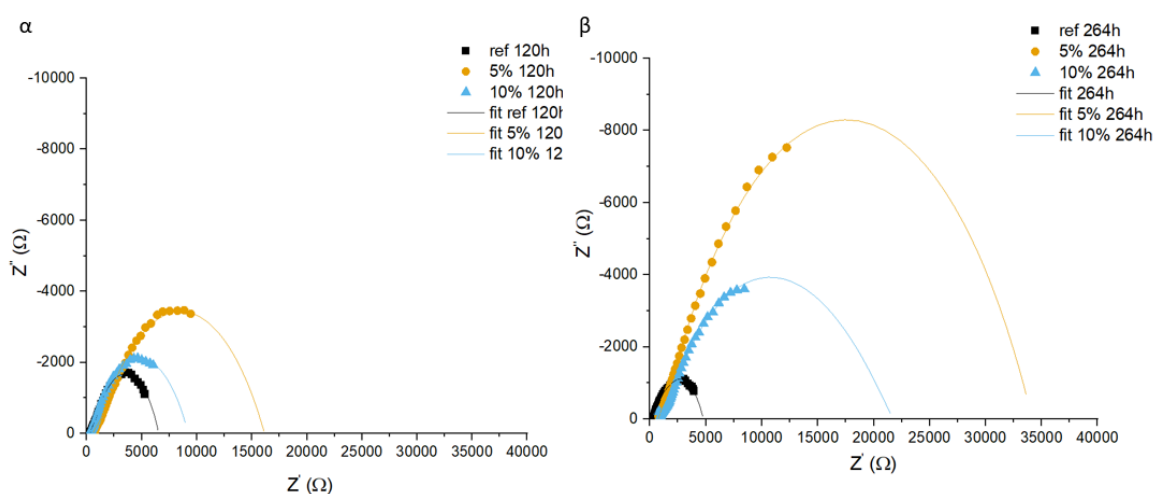 α
ref 120h
5% 120h
10% 120h
fit ref 120h
fit 5% 120
fit 10% 12
-10000
-8000
-6000
-4000
-2000
0
Z" (Ω)
0 5000 10000 15000 20000 25000 30000 35000 40000
Z' (Ω)
β
ref 264h
5% 264h
10% 264h
fit 264h
fit 5% 264h
fit 10% 264h
-10000
-8000
-6000
-4000
-2000
0
Z" (Ω)
0 5000 10000 15000 20000 25000 30000 35000 40000
Z' (Ω)